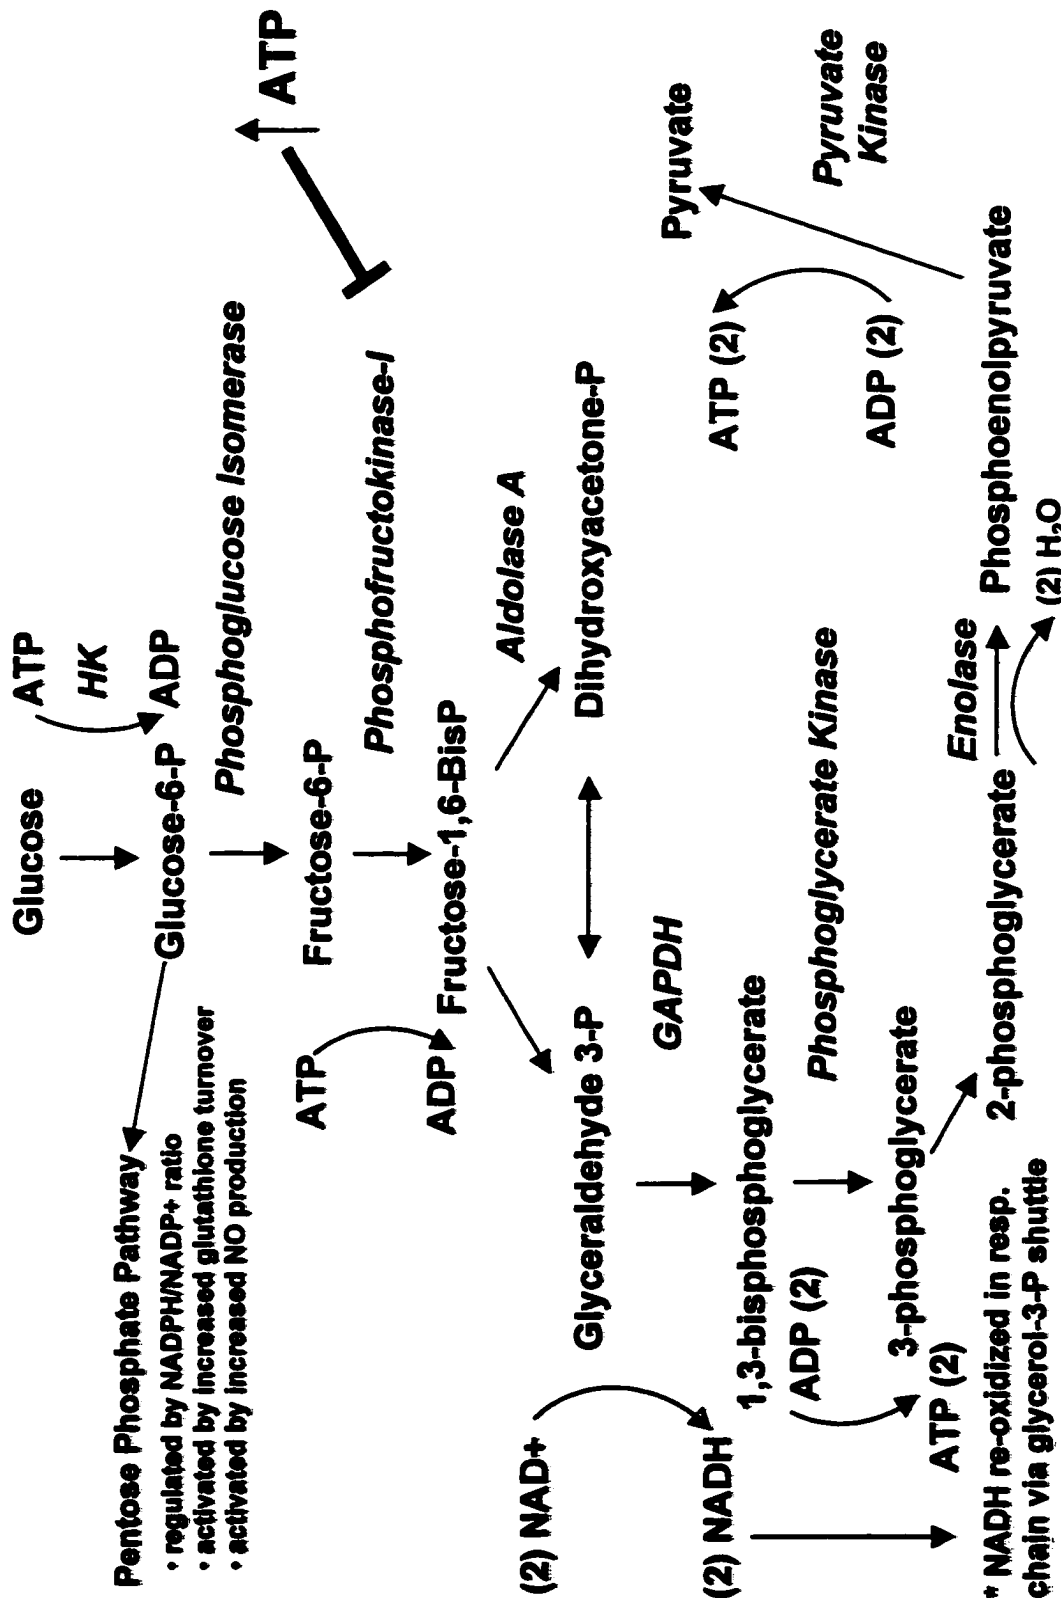 Glucose
ATP
HK
ADP
Glucose-6-P
Pentose Phosphate Pathway
• regulated by NADPH/NADP+ ratio
• activated by increased glutathione turnover
• activated by increased NO production
Phosphoglucose Isomerase
ATP
Fructose-6-P
ATP
ADP
Phosphofructokinase-I
Fructose-1,6-BisP
Aldolase A
Glyceraldehyde 3-P
Dihydroxyacetone-P
(2) NAD+
(2) NADH
GAPDH
1,3-bisphosphoglycerate
ADP (2)
ATP (2)
Phosphoglycerate Kinase
3-phosphoglycerate
2-phosphoglycerate
Enolase
Phosphoenolpyruvate
(2) H₂O
ADP (2)
ATP (2)
Pyruvate
Pyruvate
Kinase
* NADH re-oxidized in resp.
chain via glycerol-3-P shuttle